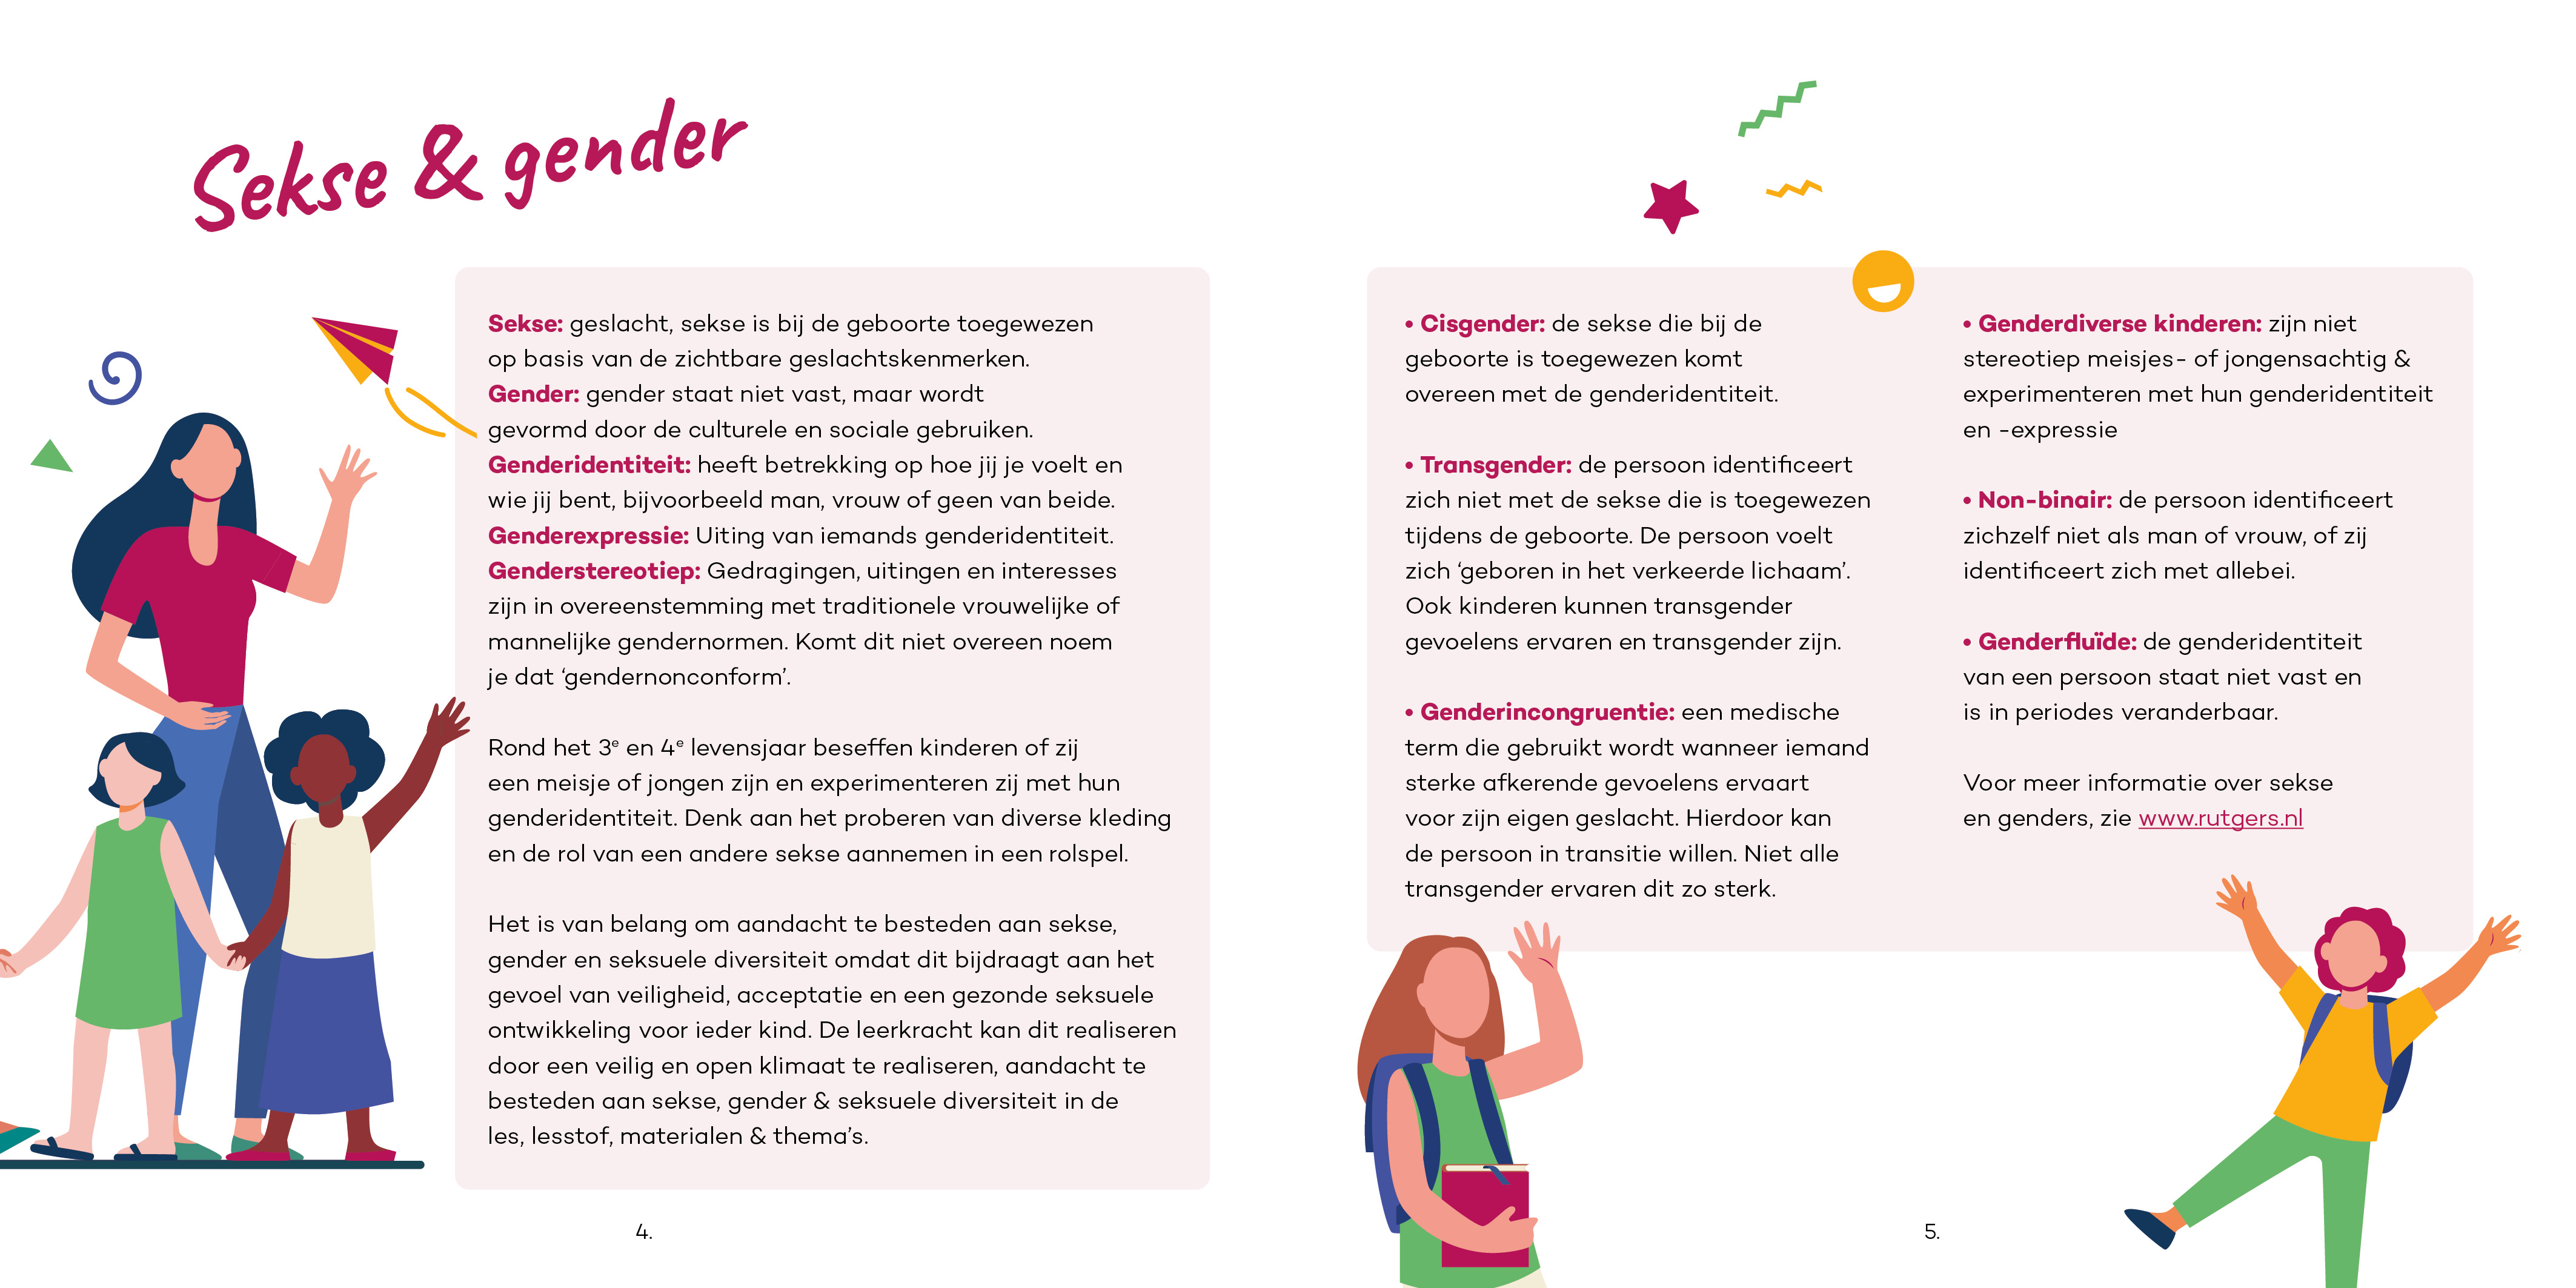 Sekse & gender
Sekse: geslacht, sekse is bij de geboorte toegewezen
op basis van de zichtbare geslachtskenmerken.
Gender: gender staat niet vast, maar wordt
gevormd door de culturele en sociale gebruiken.
Genderidentiteit: heeft betrekking op hoe jij je voelt en
wie jij bent, bijvoorbeeld man, vrouw of geen van beide.
Genderexpressie: Uiting van iemands genderidentiteit.
Genderstereotiep: Gedragingen, uitingen en interesses
zijn in overeenstemming met traditionele vrouwelijke of
mannelijke gendernormen. Komt dit niet overeen noem
je dat ‘gendernonconform’.
Rond het 3ᵉ en 4ᵉ levensjaar beseffen kinderen of zij
een meisje of jongen zijn en experimenteren zij met hun
genderidentiteit. Denk aan het proberen van diverse kleding
en de rol van een andere sekse aannemen in een rolspel.
Het is van belang om aandacht te besteden aan sekse,
gender en seksuele diversiteit omdat dit bijdraagt aan het
gevoel van veiligheid, acceptatie en een gezonde seksuele
ontwikkeling voor ieder kind. De leerkracht kan dit realiseren
door een veilig en open klimaat te realiseren, aandacht te
besteden aan sekse, gender & seksuele diversiteit in de
les, lesstof, materialen & thema’s.
4.
• Cisgender: de sekse die bij de
geboorte is toegewezen komt
overeen met de genderidentiteit.
• Transgender: de persoon identificeert
zich niet met de sekse die is toegewezen
tijdens de geboorte. De persoon voelt
zich ‘geboren in het verkeerde lichaam’.
Ook kinderen kunnen transgender
gevoelens ervaren en transgender zijn.
• Genderincongruentie: een medische
term die gebruikt wordt wanneer iemand
sterke afkerende gevoelens ervaart
voor zijn eigen geslacht. Hierdoor kan
de persoon in transitie willen. Niet alle
transgender ervaren dit zo sterk.
• Genderdiverse kinderen: zijn niet
stereotiep meisjes- of jongensachtig &
experimenteren met hun genderidentiteit
en -expressie
• Non-binair: de persoon identificeert
zichzelf niet als man of vrouw, of zij
identificeert zich met allebei.
• Genderfluïde: de genderidentiteit
van een persoon staat niet vast en
is in periodes veranderbaar.
Voor meer informatie over sekse
en genders, zie www.rutgers.nl
5.